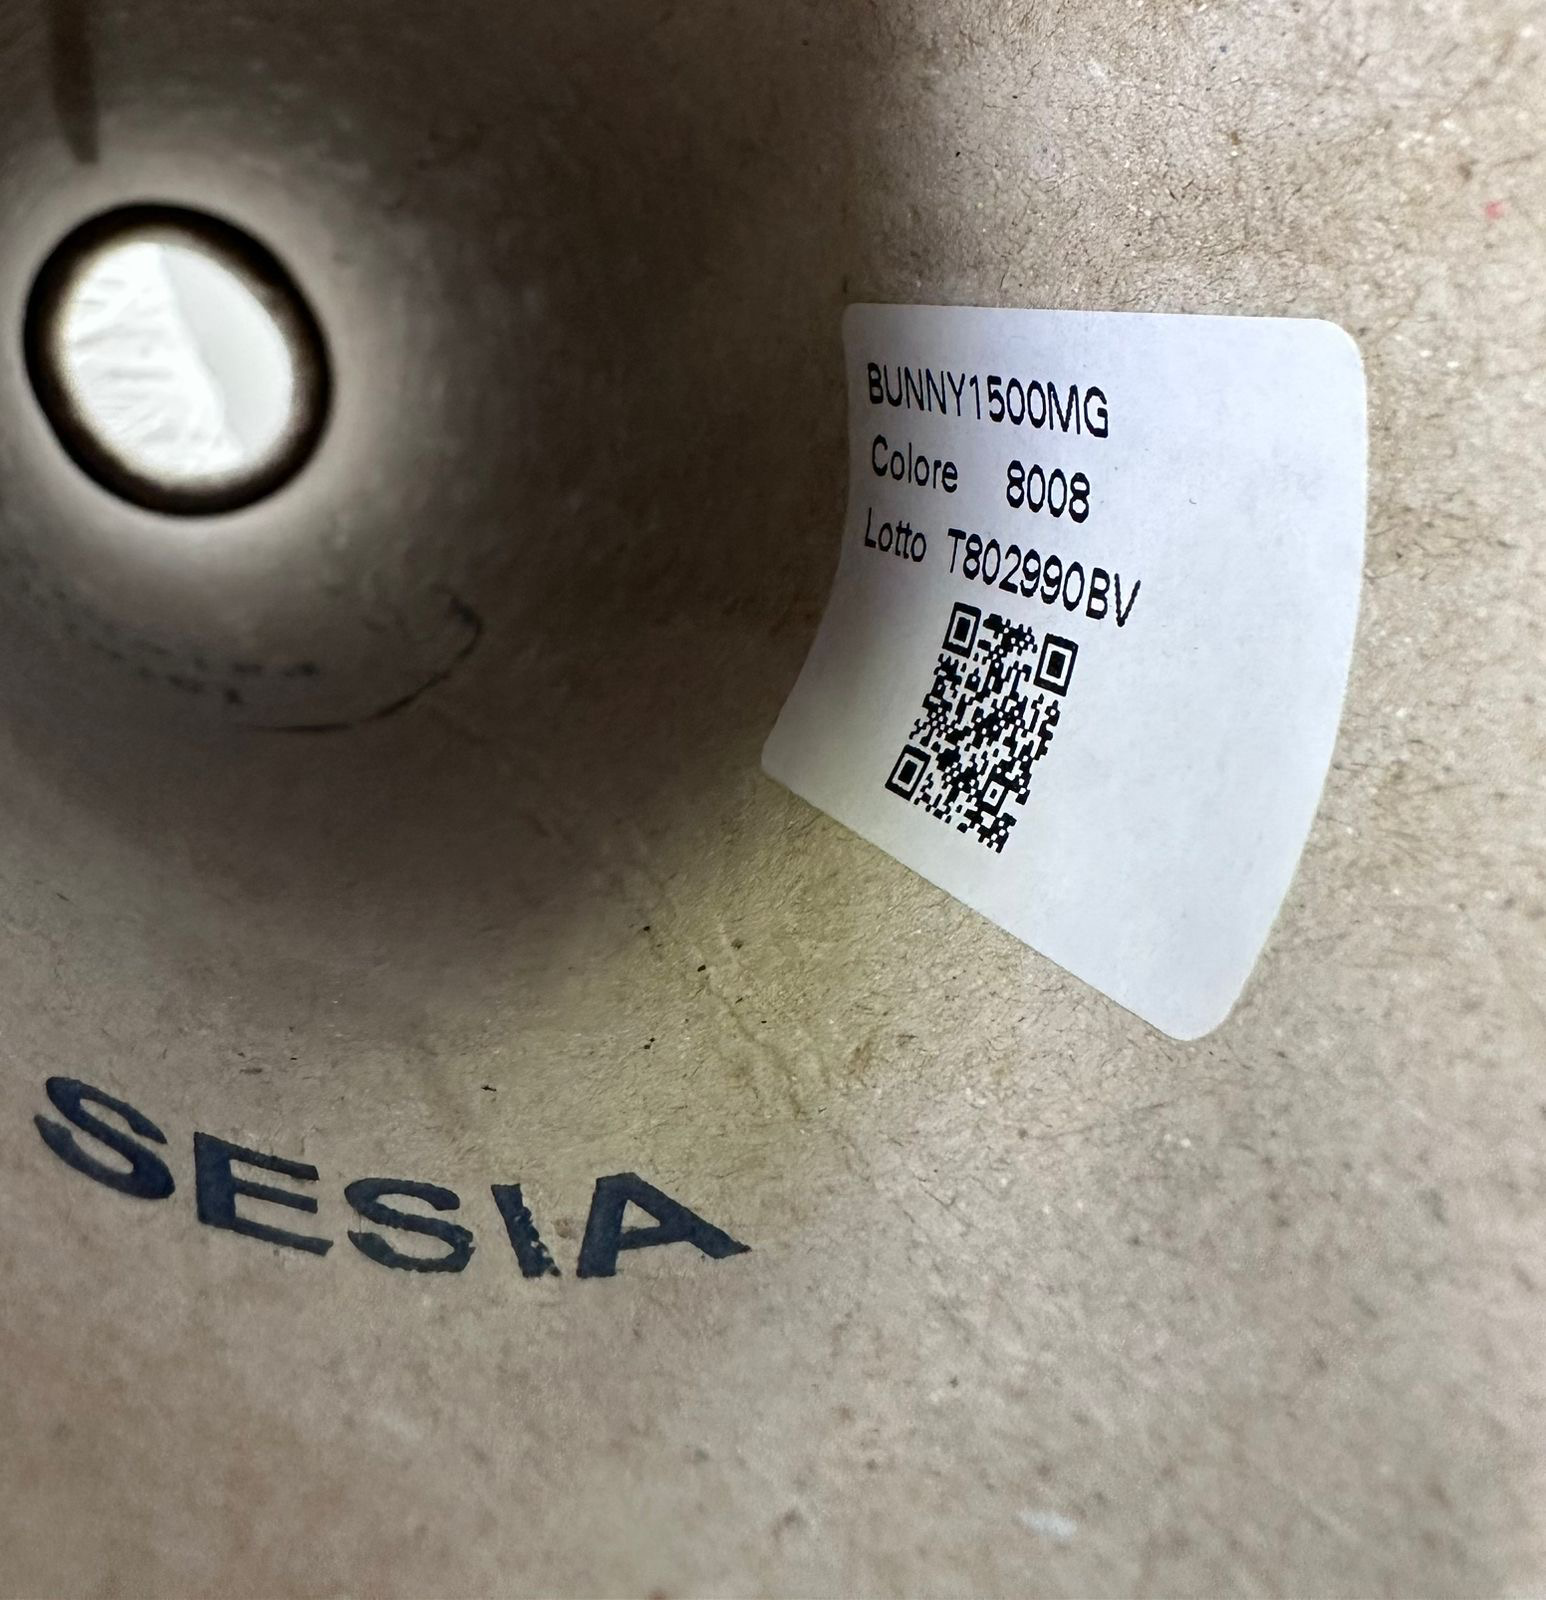 BUNNY1500MG
Colore 8008
Lotto T802990BV
SESIA